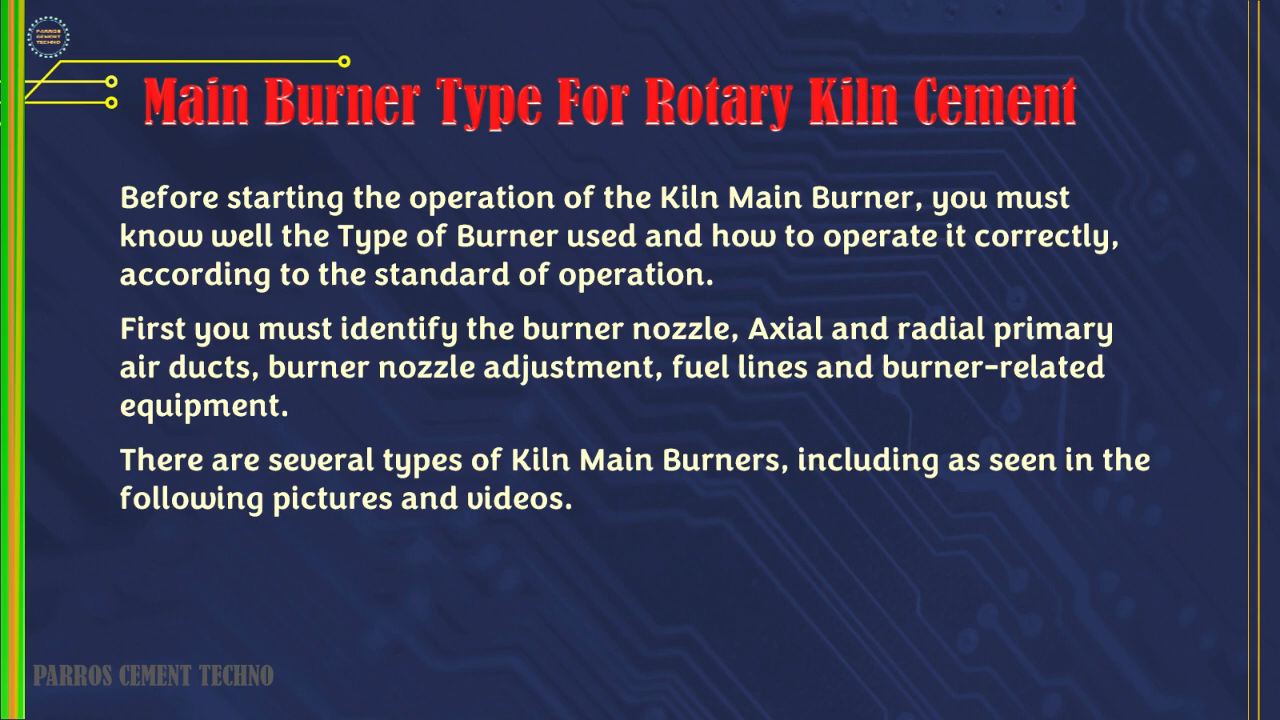 PARROS
CEMENT
TECHNO
Main Burner Type For Rotary Kiln Cement
Before starting the operation of the Kiln Main Burner, you must
know well the Type of Burner used and how to operate it correctly,
according to the standard of operation.
First you must identify the burner nozzle, Axial and radial primary
air ducts, burner nozzle adjustment, fuel lines and burner-related
equipment.
There are several types of Kiln Main Burners, including as seen in the
following pictures and videos.
PARROS CEMENT TECHNO